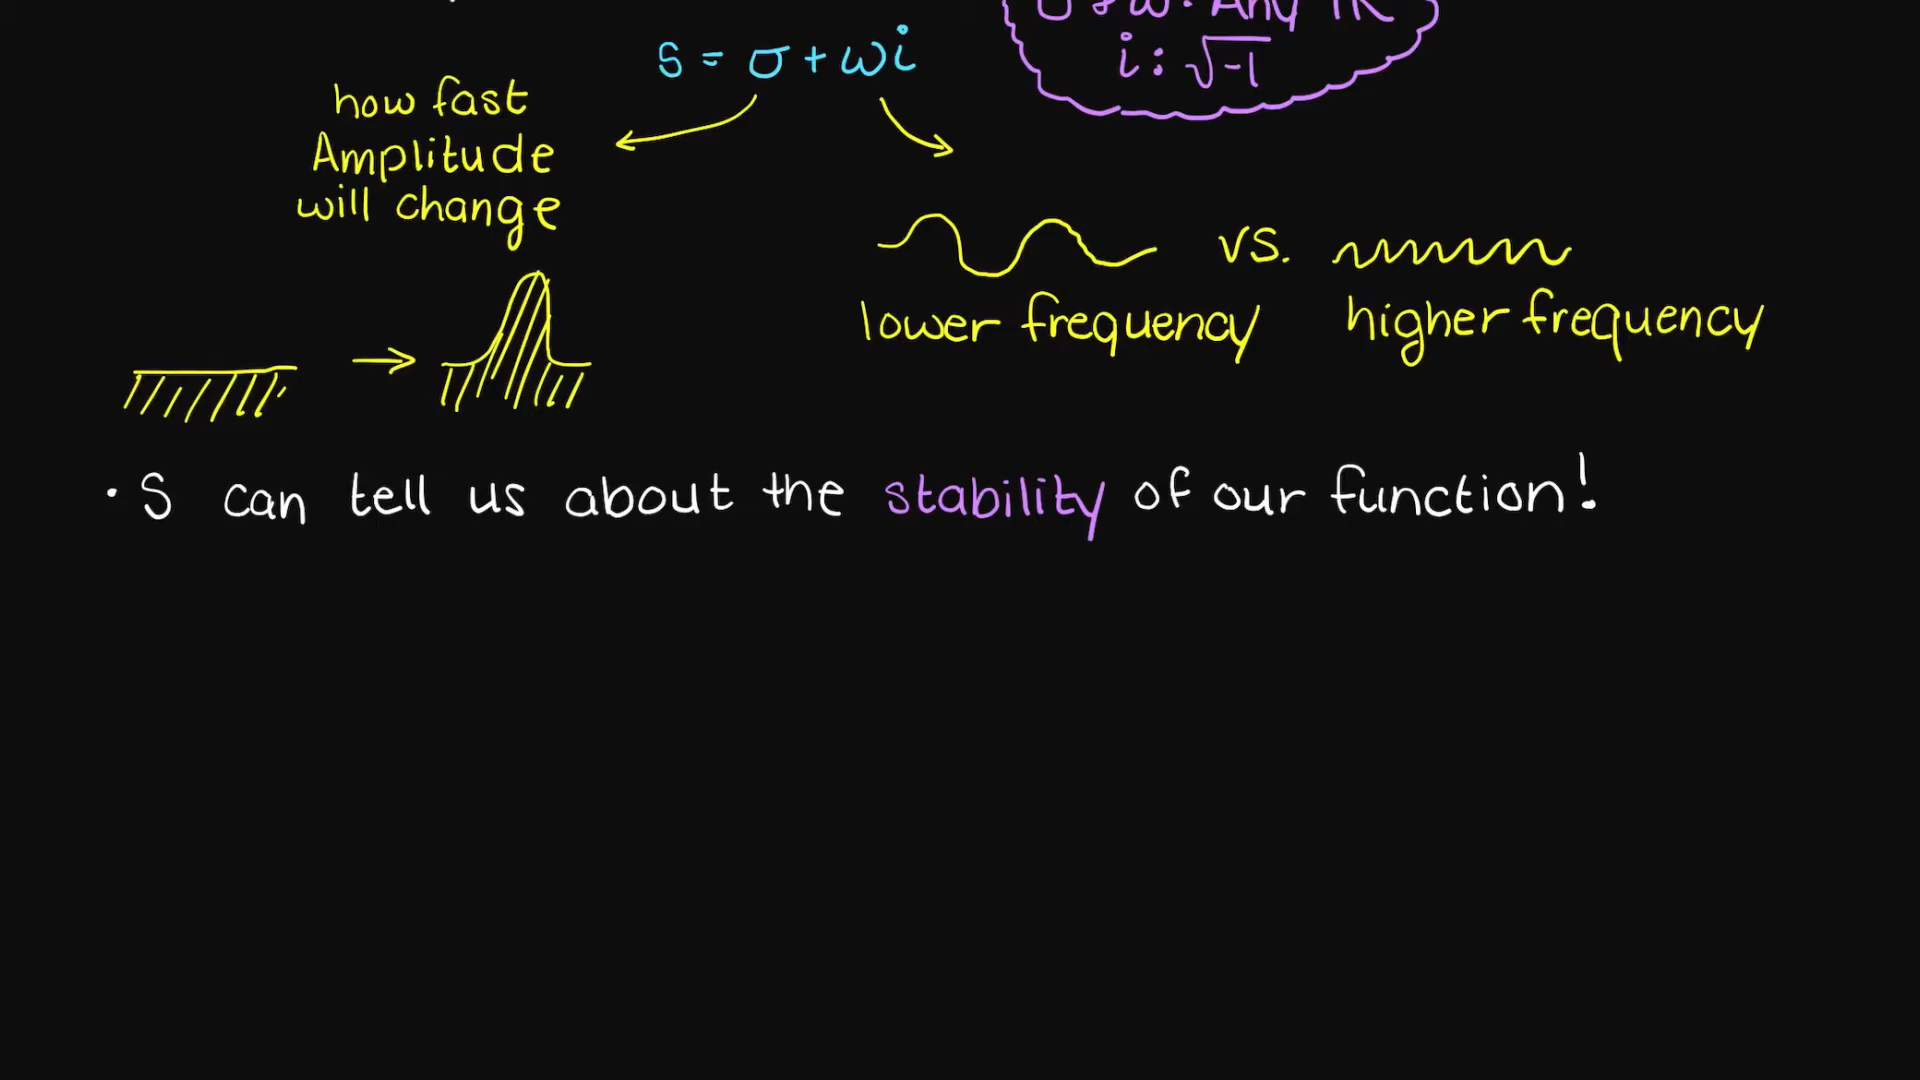 σ & ω: Any ℝ
i: √-1
s = σ + ωi
how fast
Amplitude
will change
vs.
lower frequency
higher frequency
• S can tell us about the stability of our function!